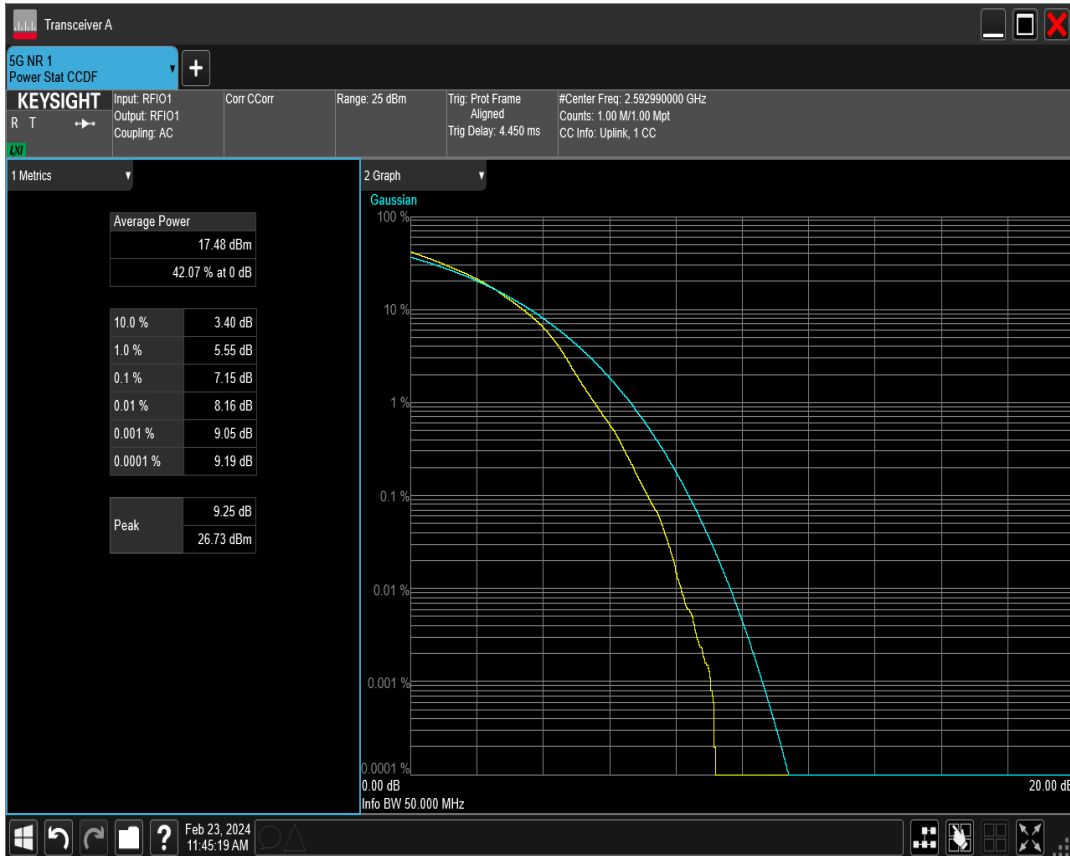 Transceiver A
5G NR 1
Power Stat CCDF
KEYSIGHT
R T
LXI
Input: RFIO1
Output: RFIO1
Coupling: AC
Corr CCorr
Range: 25 dBm
Trig: Prot Frame
Aligned
Trig Delay: 4.450 ms
#Center Freq: 2.592990000 GHz
Counts: 1.00 M/1.00 Mpt
CC Info: Uplink, 1 CC
1 Metrics
Average Power
17.48 dBm
42.07 % at 0 dB
10.0 % 3.40 dB
1.0 % 5.55 dB
0.1 % 7.15 dB
0.01 % 8.16 dB
0.001 % 9.05 dB
0.0001 % 9.19 dB
Peak
9.25 dB
26.73 dBm
2 Graph
Gaussian
100 %
10 %
1 %
0.1 %
0.01 %
0.001 %
0.0001 %
0.00 dB
20.00 dB
Info BW 50.000 MHz
?
Feb 23, 2024
11:45:19 AM